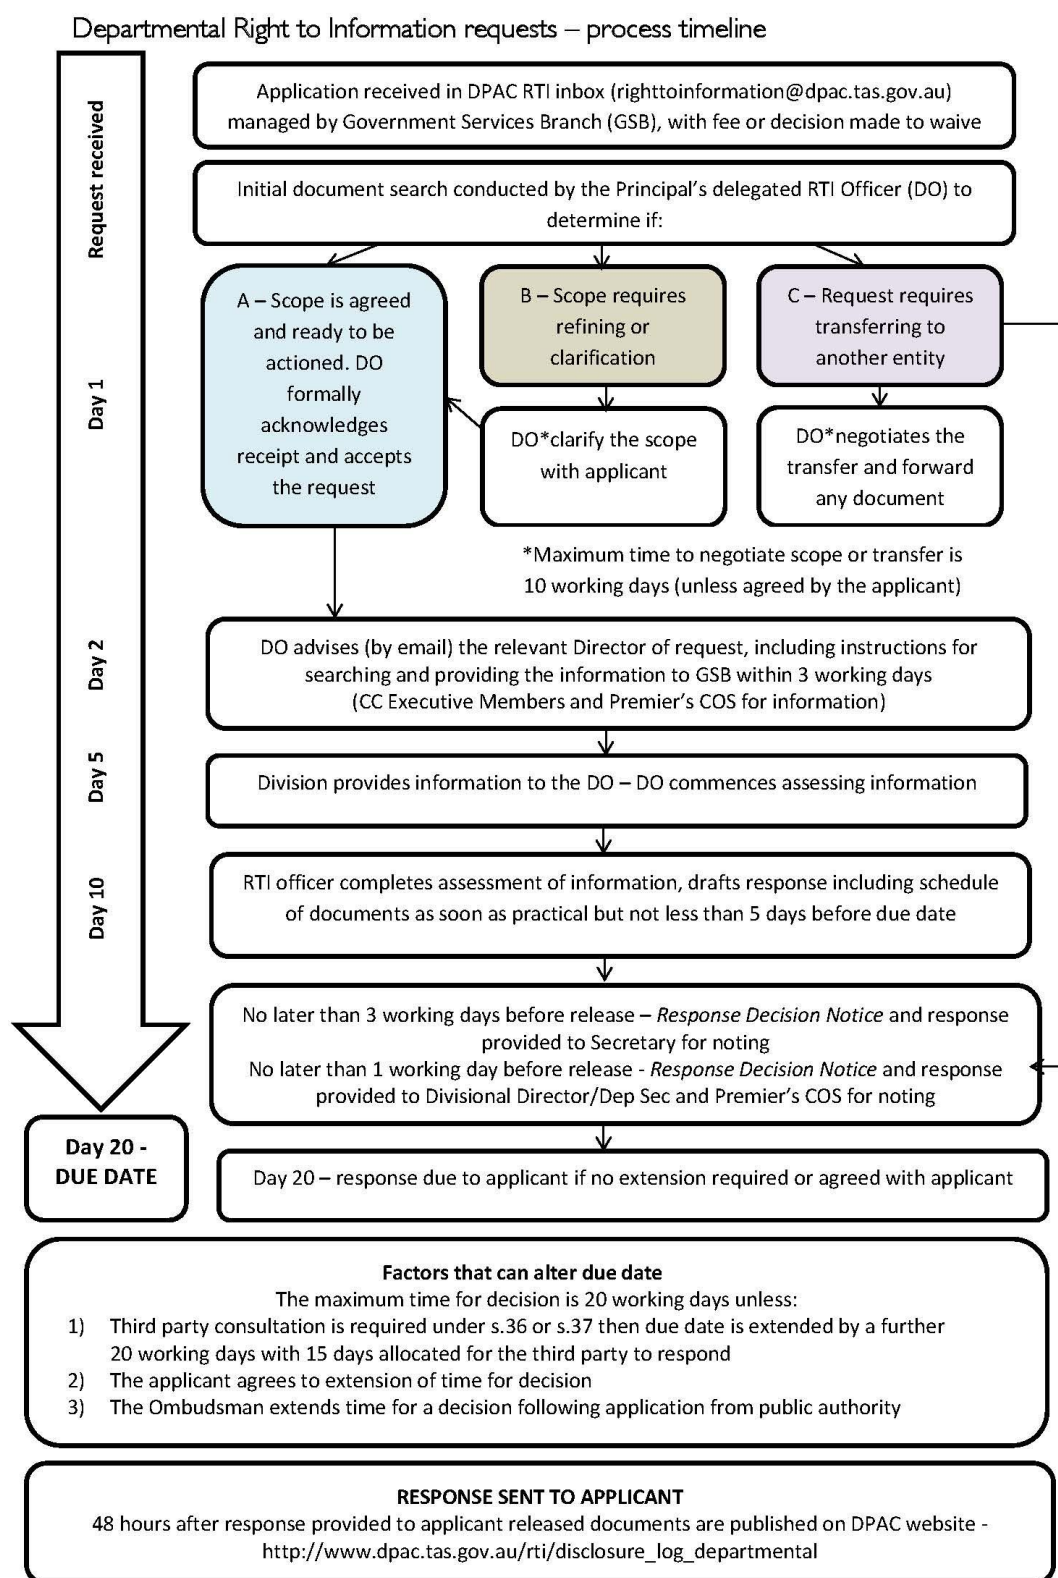 Departmental Right to Information requests – process timeline
Request received
Application received in DPAC RTI inbox (righttoinformation@dpac.tas.gov.au)
managed by Government Services Branch (GSB), with fee or decision made to waive
Initial document search conducted by the Principal's delegated RTI Officer (DO) to
determine if:
Day 1
A – Scope is agreed
and ready to be
actioned. DO
formally
acknowledges
receipt and accepts
the request
B – Scope requires
refining or
clarification
C – Request requires
transferring to
another entity
DO*clarify the scope
with applicant
DO*negotiates the
transfer and forward
any document
*Maximum time to negotiate scope or transfer is
10 working days (unless agreed by the applicant)
Day 2
DO advises (by email) the relevant Director of request, including instructions for
searching and providing the information to GSB within 3 working days
(CC Executive Members and Premier's COS for information)
Day 5
Division provides information to the DO – DO commences assessing information
Day 10
RTI officer completes assessment of information, drafts response including schedule
of documents as soon as practical but not less than 5 days before due date
No later than 3 working days before release – Response Decision Notice and response
provided to Secretary for noting
No later than 1 working day before release - Response Decision Notice and response
provided to Divisional Director/Dep Sec and Premier's COS for noting
Day 20 -
DUE DATE
Day 20 – response due to applicant if no extension required or agreed with applicant
Factors that can alter due date
The maximum time for decision is 20 working days unless:
1) Third party consultation is required under s.36 or s.37 then due date is extended by a further
20 working days with 15 days allocated for the third party to respond
2) The applicant agrees to extension of time for decision
3) The Ombudsman extends time for a decision following application from public authority
RESPONSE SENT TO APPLICANT
48 hours after response provided to applicant released documents are published on DPAC website -
http://www.dpac.tas.gov.au/rti/disclosure_log_departmental